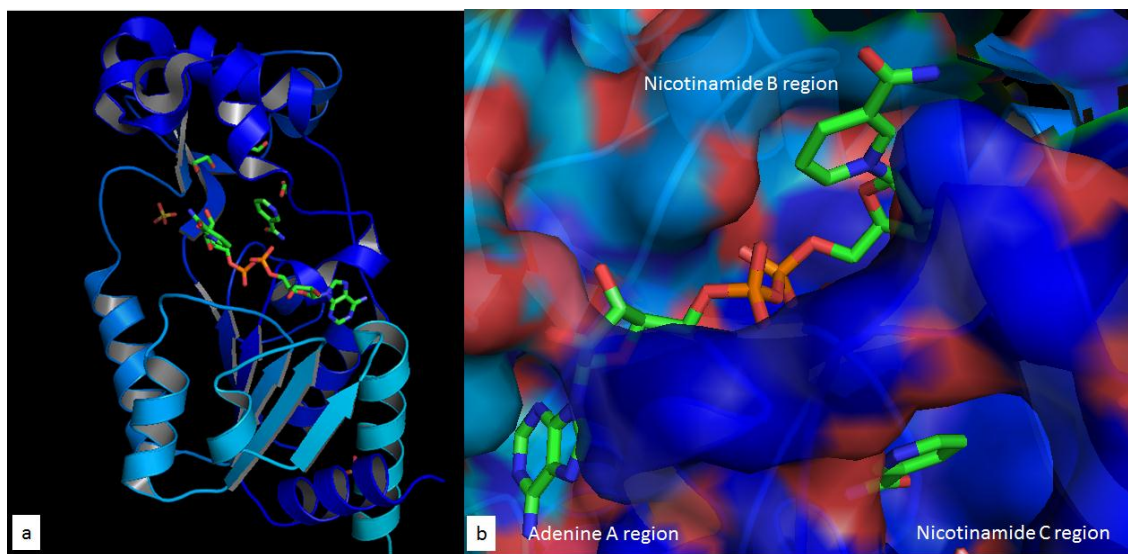 Nicotinamide B region
a
b
Adenine A region
Nicotinamide C region